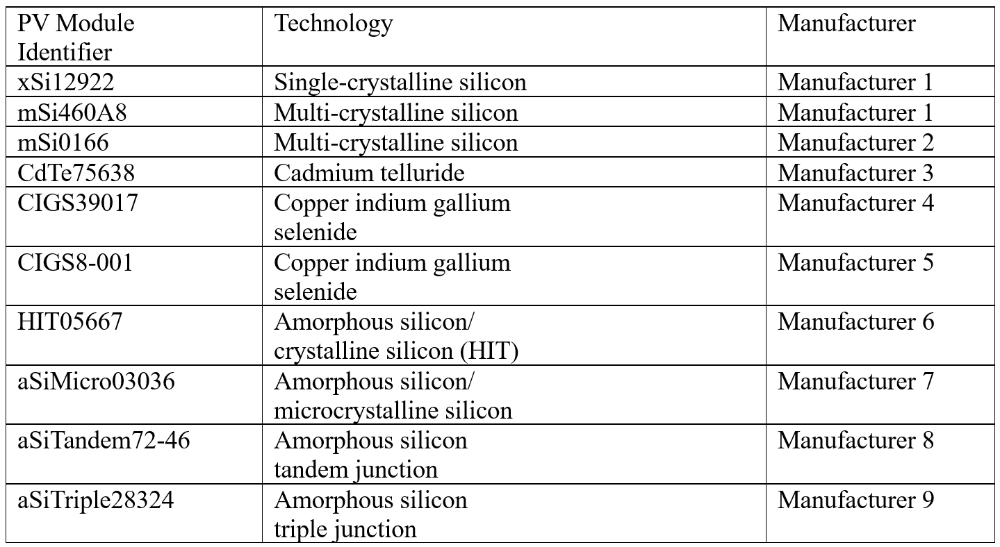 PV Module Identifier Technology Manufacturer
xSi12922 Single-crystalline silicon Manufacturer 1
mSi460A8 Multi-crystalline silicon Manufacturer 1
mSi0166 Multi-crystalline silicon Manufacturer 2
CdTe75638 Cadmium telluride Manufacturer 3
CIGS39017 Copper indium gallium selenide Manufacturer 4
CIGS8-001 Copper indium gallium selenide Manufacturer 5
HIT05667 Amorphous silicon/ crystalline silicon (HIT) Manufacturer 6
aSiMicro03036 Amorphous silicon/ microcrystalline silicon Manufacturer 7
aSiTandem72-46 Amorphous silicon tandem junction Manufacturer 8
aSiTriple28324 Amorphous silicon triple junction Manufacturer 9